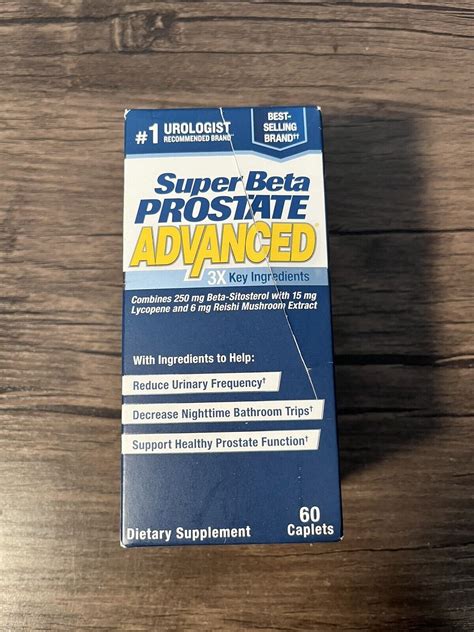 #1 UROLOGIST
RECOMMENDED BRAND
BEST-
SELLING
BRAND††
Super Beta
PROSTATE
ADVANCED
3X Key Ingredients
Combines 250 mg Beta-Sitosterol with 15 mg
Lycopene and 6 mg Reishi Mushroom Extract
With Ingredients to Help:
Reduce Urinary Frequency†
Decrease Nighttime Bathroom Trips†
Support Healthy Prostate Function†
Dietary Supplement
60
Caplets